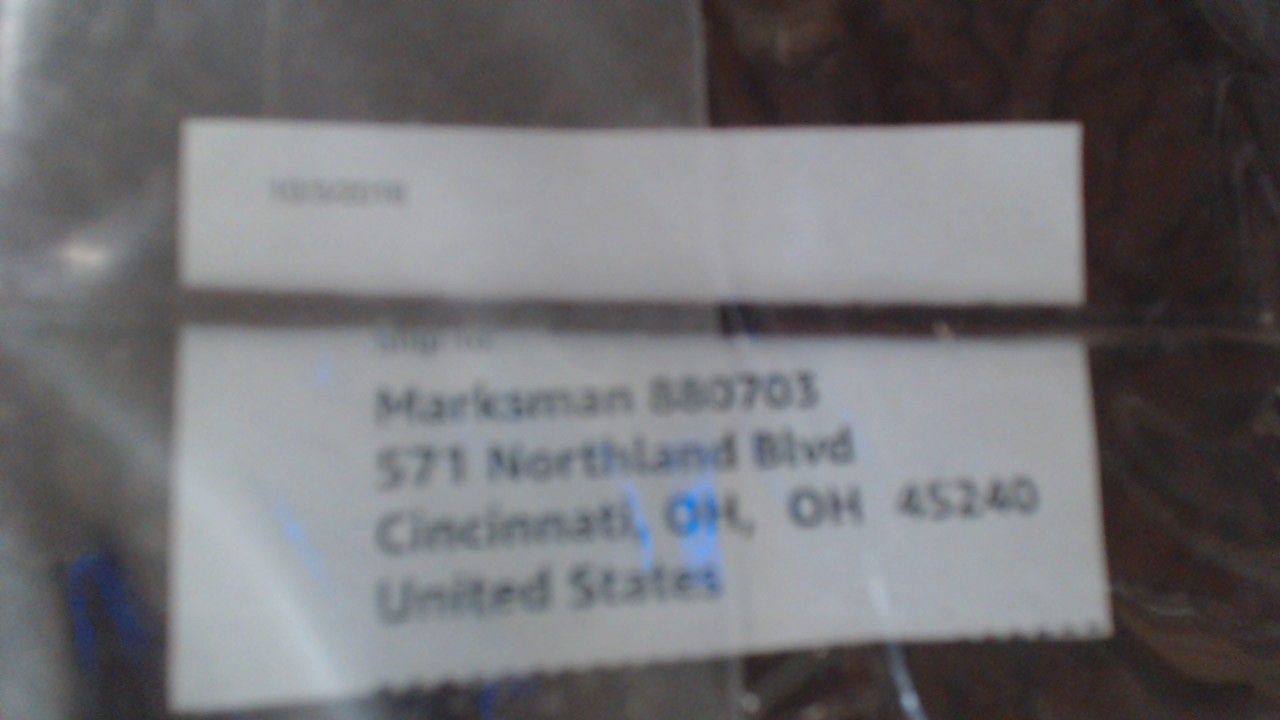 Marksman 880703
571 Northland Blvd
Cincinnati, OH, OH 45240
United States